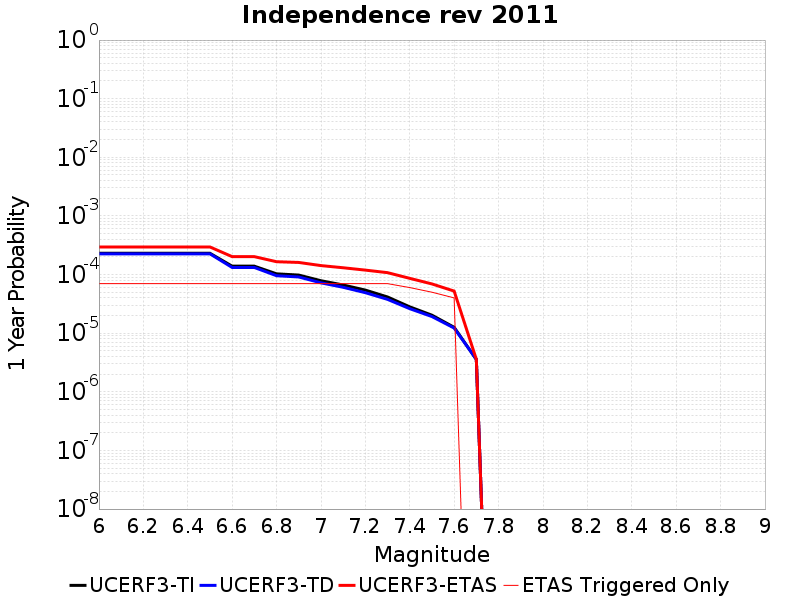 Independence rev 2011
10^0
10^-1
10^-2
10^-3
10^-4
10^-5
10^-6
10^-7
10^-8
1 Year Probability
6 6.2 6.4 6.6 6.8 7 7.2 7.4 7.6 7.8 8 8.2 8.4 8.6 8.8 9
Magnitude
UCERF3-TI UCERF3-TD UCERF3-ETAS ETAS Triggered Only